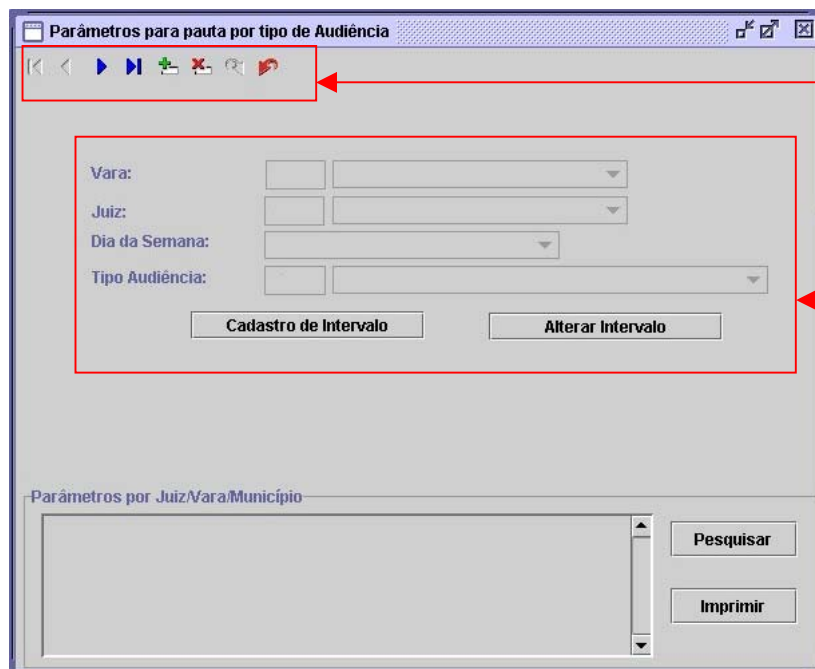 Parâmetros para pauta por tipo de Audiência
Vara:
Juiz:
Dia da Semana:
Tipo Audiência:
Cadastro de Intervalo Alterar Intervalo
Parâmetros por Juiz/Vara/Município
Pesquisar
Imprimir